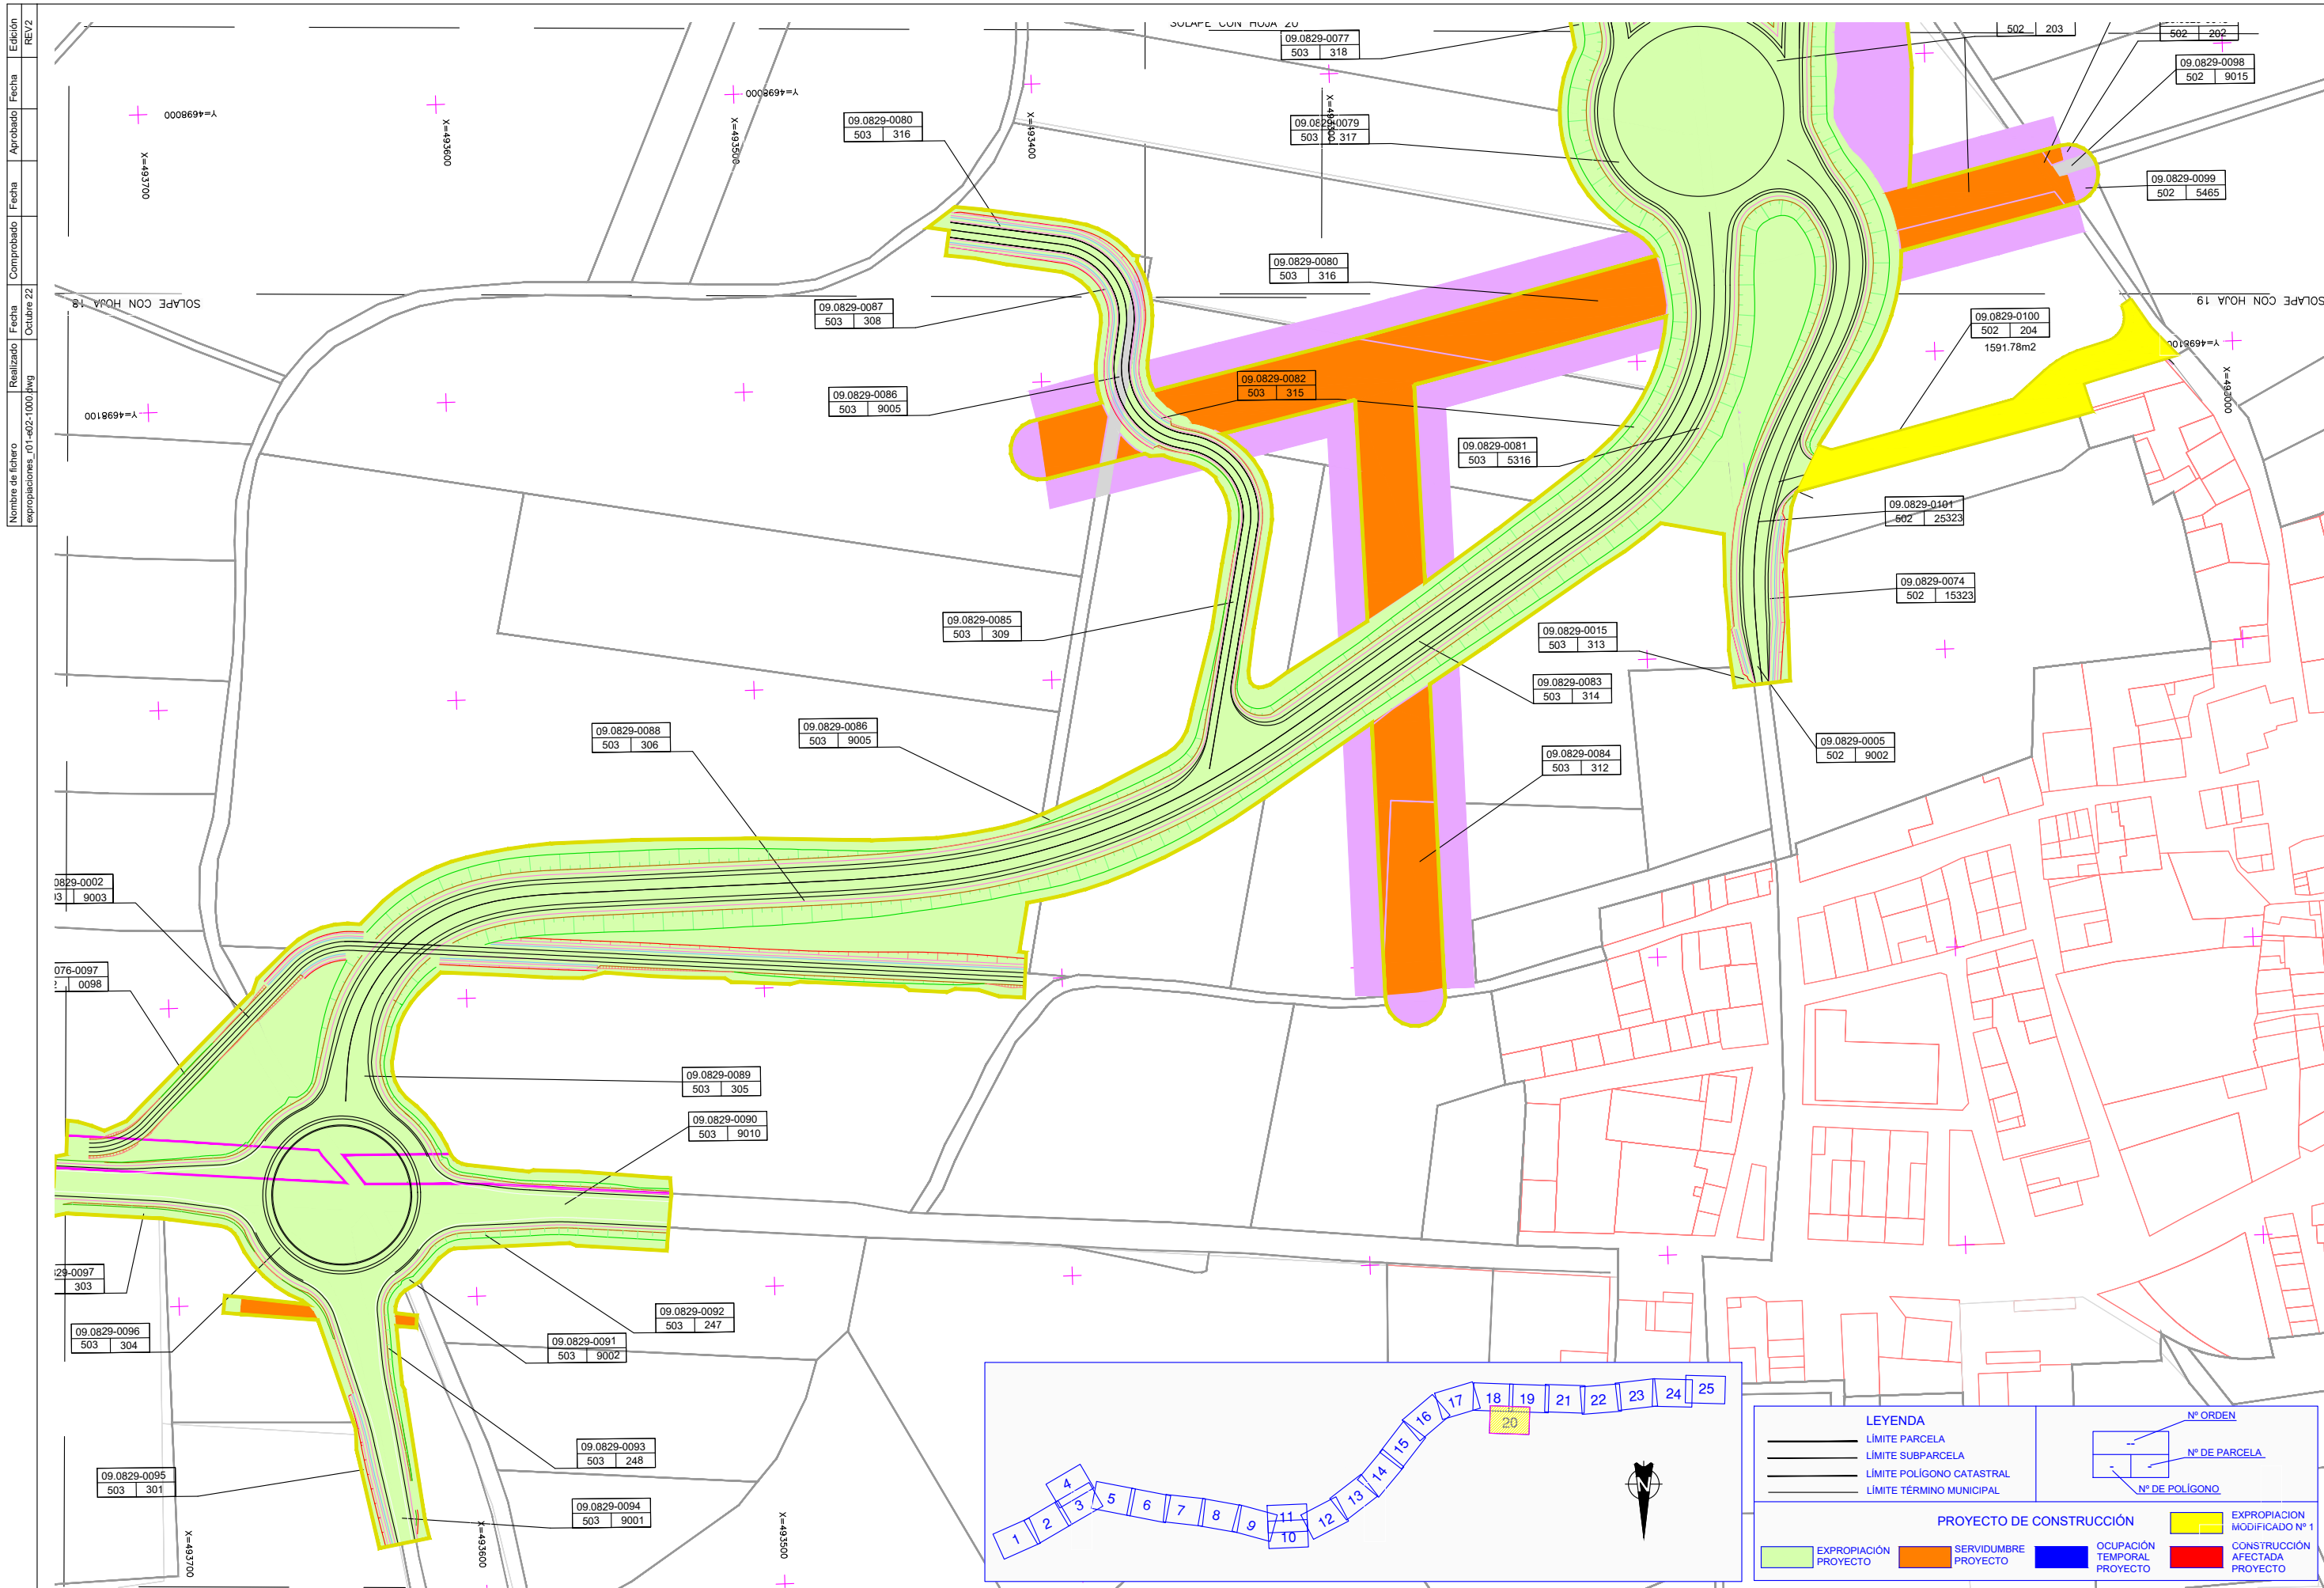 Edición
REV2
Fecha
Aprobado
Fecha
Comprobado
Fecha
Octubre 22
Realizado
Nombre de fichero
expropiaciones_r01-e02-1000.dwg
SOLAPE CON HOJA 20
09.0829-0077
503 318
502 203
502 202
09.0829-0098
502 9015
Y=4698000
Y=4698000
X=493700
X=493600
X=493500
X=493400
09.0829-0080
503 316
09.0829-0079
503 317
09.0829-0099
502 5465
SOLAPE CON HOJA 18
09.0829-0080
503 316
SOLAPE CON HOJA 19
09.0829-0087
503 308
09.0829-0100
502 204
1591.78m2
Y=4698100
X=493000
Y=4698100
09.0829-0086
503 9005
09.0829-0082
503 315
09.0829-0081
503 5316
09.0829-0101
502 25323
09.0829-0074
502 15323
09.0829-0085
503 309
09.0829-0015
503 313
09.0829-0083
503 314
09.0829-0088
503 306
09.0829-0086
503 9005
09.0829-0005
502 9002
09.0829-0084
503 312
0829-0002
9003
076-0097
0098
09.0829-0089
503 305
09.0829-0090
503 9010
29-0097
303
09.0829-0096
504 304
09.0829-0092
503 247
09.0829-0091
503 9002
09.0829-0093
503 248
09.0829-0095
503 301
09.0829-0094
503 9001
X=493700
X=493600
X=493500
1 2 3 4 5 6 7 8 9 10 11 12 13 14 15 16 17 18 19 20 21 22 23 24 25
N
LEYENDA
LÍMITE PARCELA
LÍMITE SUBPARCELA
LÍMITE POLÍGONO CATASTRAL
LÍMITE TÉRMINO MUNICIPAL
Nº ORDEN
Nº DE PARCELA
Nº DE POLÍGONO
PROYECTO DE CONSTRUCCIÓN
EXPROPIACION
MODIFICADO Nº 1
EXPROPIACIÓN
PROYECTO
SERVIDUMBRE
PROYECTO
OCUPACIÓN
TEMPORAL
PROYECTO
CONSTRUCCIÓN
AFECTADA
PROYECTO